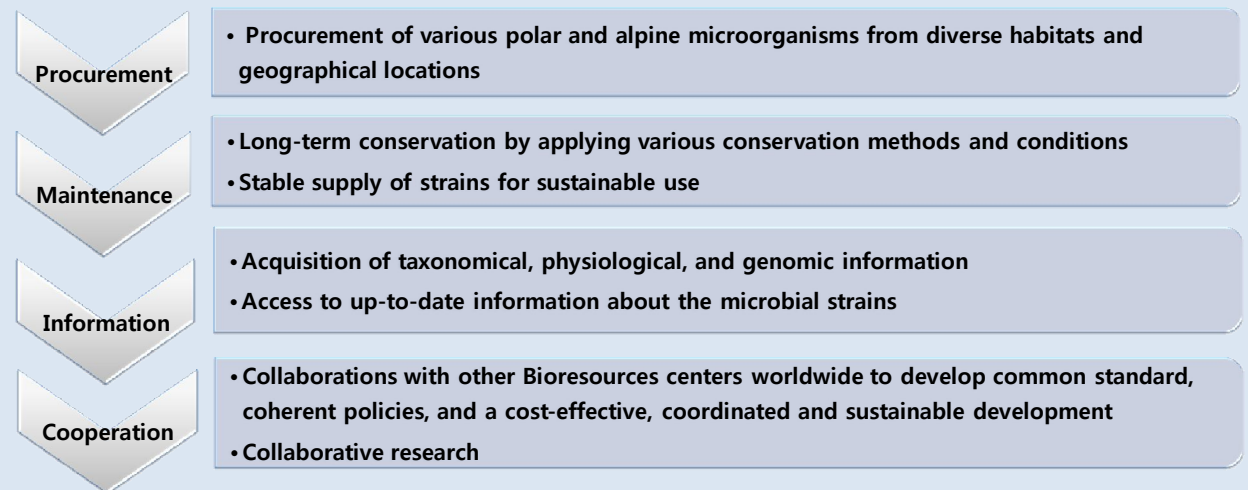 Procurement
• Procurement of various polar and alpine microorganisms from diverse habitats and
geographical locations
Maintenance
• Long-term conservation by applying various conservation methods and conditions
• Stable supply of strains for sustainable use
Information
• Acquisition of taxonomical, physiological, and genomic information
• Access to up-to-date information about the microbial strains
Cooperation
• Collaborations with other Bioresources centers worldwide to develop common standard,
coherent policies, and a cost-effective, coordinated and sustainable development
• Collaborative research